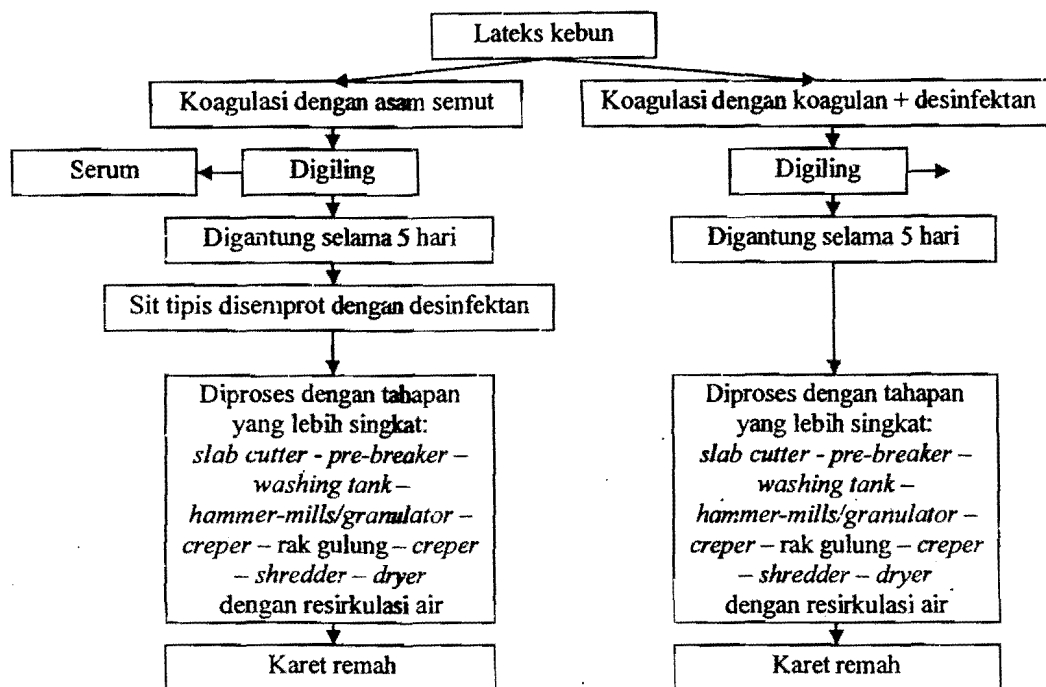 Lateks kebun
Koagulasi dengan asam semut
Koagulasi dengan koagulan + desinfektan
Serum
Digiling
Digiling
Digantung selama 5 hari
Digantung selama 5 hari
Sit tipis disemprot dengan desinfektan
Diproses dengan tahapan
yang lebih singkat:
slab cutter - pre-breaker –
washing tank –
hammer-mills/granulator –
creper – rak gulung – creper
– shredder – dryer
dengan resirkulasi air
Diproses dengan tahapan
yang lebih singkat:
slab cutter - pre-breaker –
washing tank –
hammer-mills/granulator –
creper – rak gulung – creper
– shredder – dryer
dengan resirkulasi air
Karet remah
Karet remah